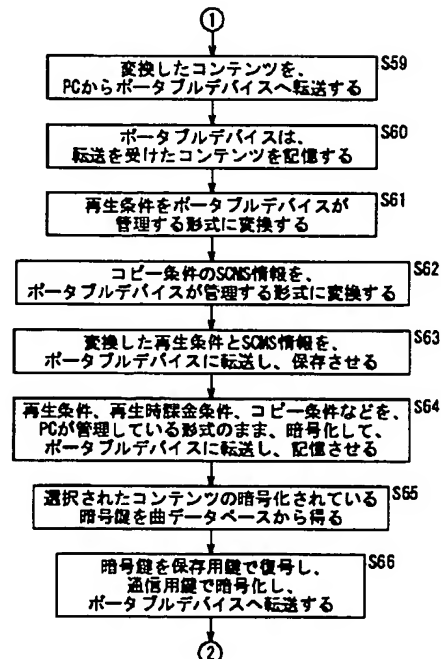 ①
変換したコンテンツを、
PCからポータブルデバイスへ転送する
S59
ポータブルデバイスは、
転送を受けたコンテンツを記憶する
S60
再生条件をポータブルデバイスが
管理する形式に変換する
S61
コピー条件のSCMS情報を、
ポータブルデバイスが管理する形式に変換する
S62
変換した再生条件とSCMS情報を、
ポータブルデバイスに転送し、保存させる
S63
再生条件、再生時課金条件、コピー条件などを、
PCが管理している形式のまま、暗号化して、
ポータブルデバイスに転送し、記憶させる
S64
選択されたコンテンツの暗号化されている
暗号鍵を曲データベースから得る
S65
暗号鍵を保存用鍵で復号し、
通信用鍵で暗号化し、
ポータブルデバイスへ転送する
S66
②